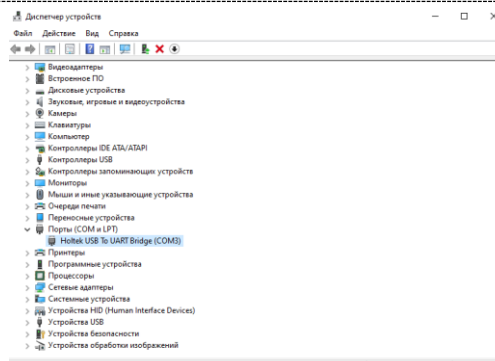 Диспетчер устройств
Файл Действие Вид Справка
Видеоадаптеры
Встроенное ПО
Дисковые устройства
Звуковые, игровые и видеоустройства
Камеры
Клавиатуры
Компьютер
Контроллеры IDE ATA/ATAPI
Контроллеры USB
Контроллеры запоминающих устройств
Мониторы
Мыши и иные указывающие устройства
Очереди печати
Переносные устройства
Порты (COM и LPT)
Holtek USB To UART Bridge (COM3)
Принтеры
Программные устройства
Процессоры
Сетевые адаптеры
Системные устройства
Устройства HID (Human Interface Devices)
Устройства USB
Устройства безопасности
Устройства обработки изображений